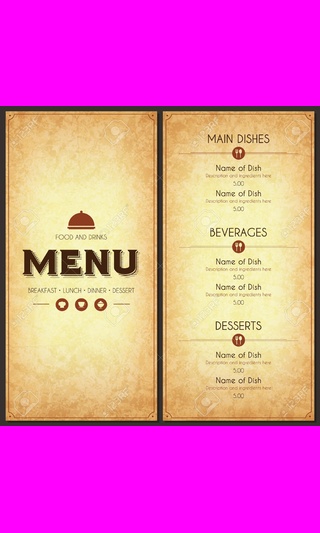 FOOD AND DRINKS
MENU
BREAKFAST • LUNCH • DINNER • DESSERT
MAIN DISHES
Name of Dish
Description and ingredients here
5.00
Name of Dish
Description and ingredients here
5.00
BEVERAGES
Name of Dish
Description and ingredients here
5.00
Name of Dish
Description and ingredients here
5.00
DESSERTS
Name of Dish
Description and ingredients here
5.00
Name of Dish
Description and ingredients here
5.00